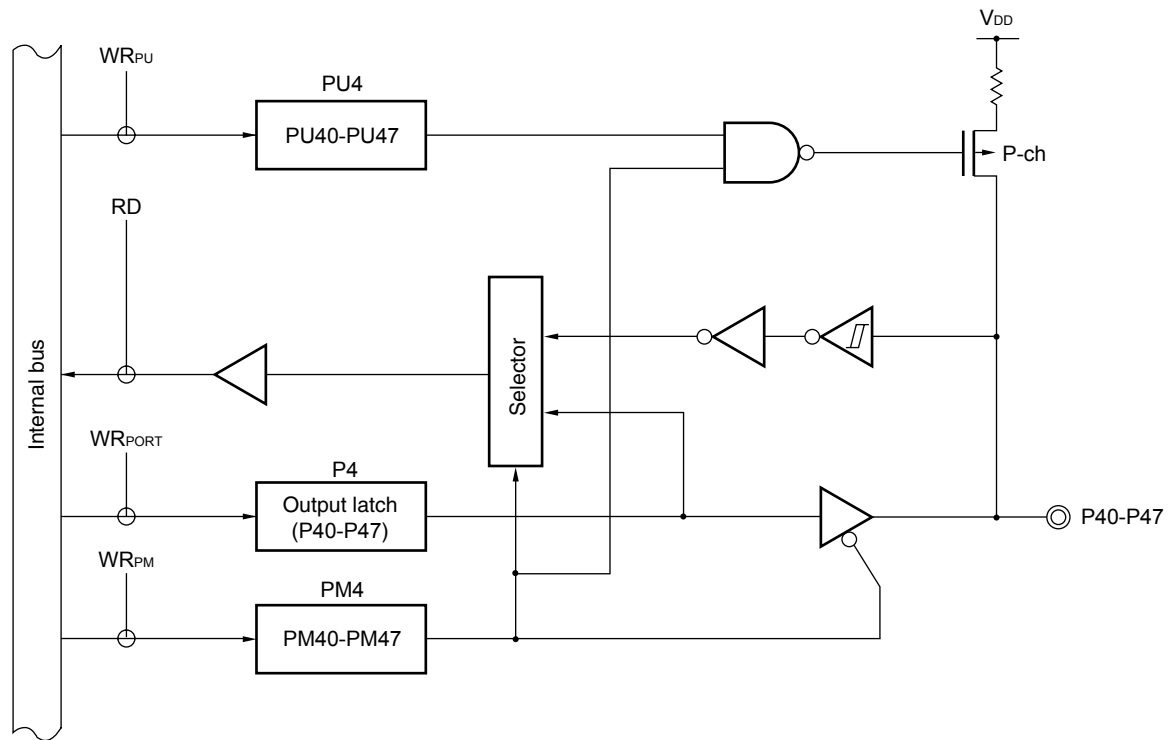 VDD
WRPU
PU4
PU40-PU47
P-ch
RD
Selector
Internal bus
WRPORT
P4
Output latch
(P40-P47)
P40-P47
WRPM
PM4
PM40-PM47